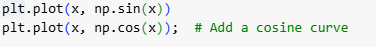 plt.plot(x, np.sin(x))
plt.plot(x, np.cos(x));  # Add a cosine curve